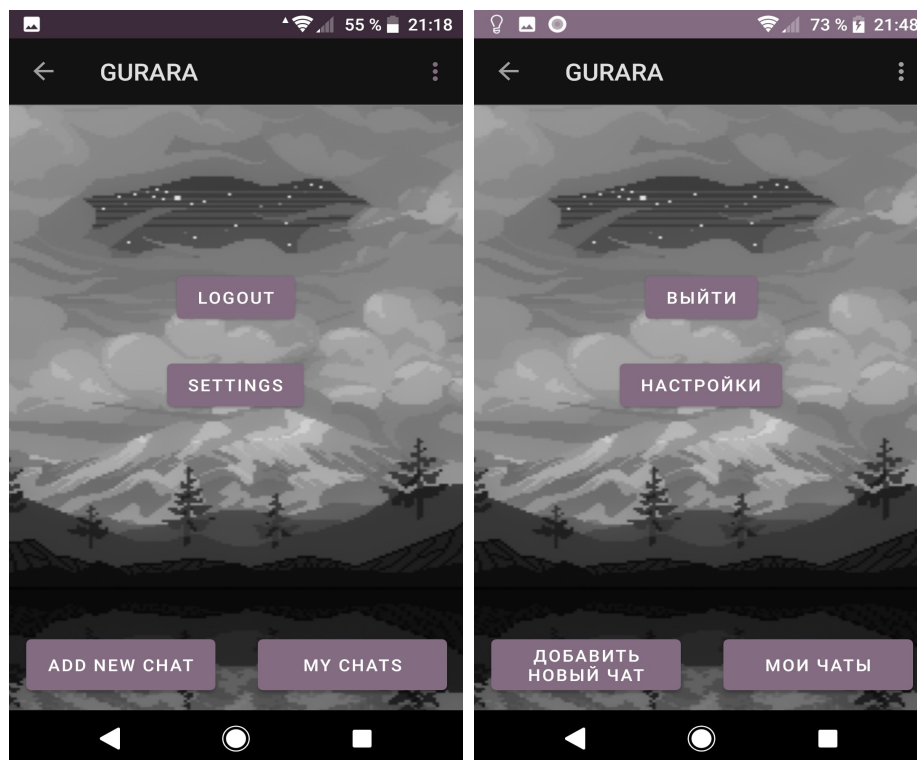 55 % 21:18
GURARA
LOGOUT
SETTINGS
ADD NEW CHAT
MY CHATS
73 % 21:48
GURARA
ВЫЙТИ
НАСТРОЙКИ
ДОБАВИТЬ
НОВЫЙ ЧАТ
МОИ ЧАТЫ